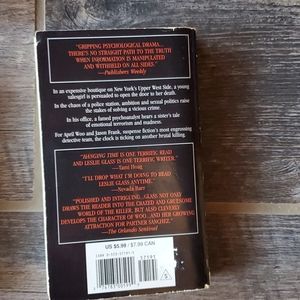 "GRIPPING PSYCHOLOGICAL DRAMA...
THERE'S NO STRAIGHT PATH TO THE TRUTH
WHEN INFORMATION IS MANIPULATED
AND WITHHELD ON ALL SIDES."
—Publishers Weekly
In an expensive boutique on New York's Upper West Side, a young
salesgirl is persuaded to open the door to her death.
In the chaos of a police station, ambition and sexual politics raise
the stakes of solving a vicious crime.
In his office, a famed psychoanalyst hears a sister's tale
of emotional terrorism and madness.
For April Woo and Jason Frank, suspense fiction's most engrossing
detective team, the clock is ticking on another brutal killing.
"HANGING TIME IS ONE TERRIFIC READ
AND LESLIE GLASS IS ONE TERRIFIC WRITER."
—Tami Hoag
"I'LL DROP WHAT I'M DOING TO READ
LESLIE GLASS ANYTIME."
—Nevada Barr
"POLISHED AND INTRIGUING. GLASS NOT ONLY
DRAWS THE READER INTO THE CRAZED AND GRUESOME
WORLD OF THE KILLER, BUT ALSO CLEVERLY
DEVELOPS THE CHARACTER OF WOO...AND HER GROWING
ATTRACTION FOR PARTNER SANCHEZ."
—The Orlando Sentinel
US $5.99 / $7.99 CAN